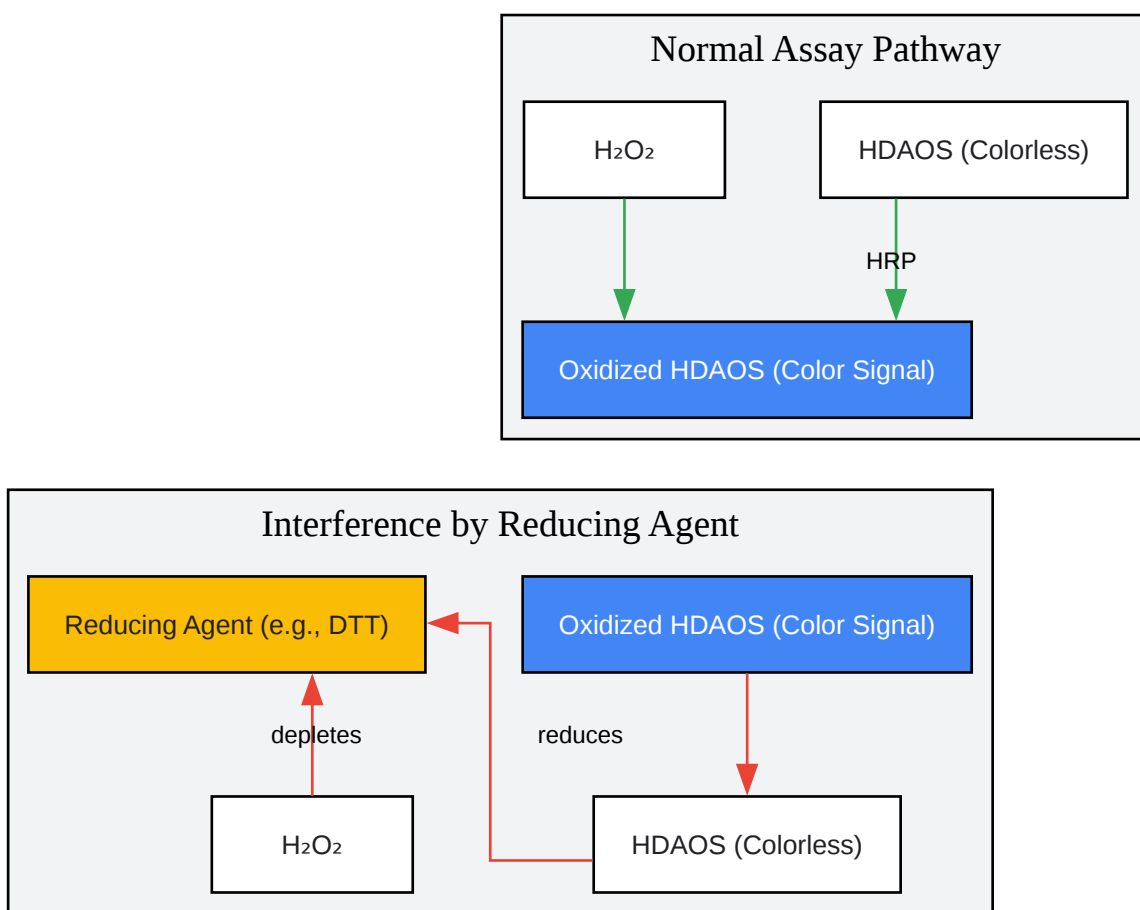 Normal Assay Pathway
H₂O₂
HDAOS (Colorless)
HRP
Oxidized HDAOS (Color Signal)
Interference by Reducing Agent
Reducing Agent (e.g., DTT)
Oxidized HDAOS (Color Signal)
depletes
reduces
H₂O₂
HDAOS (Colorless)